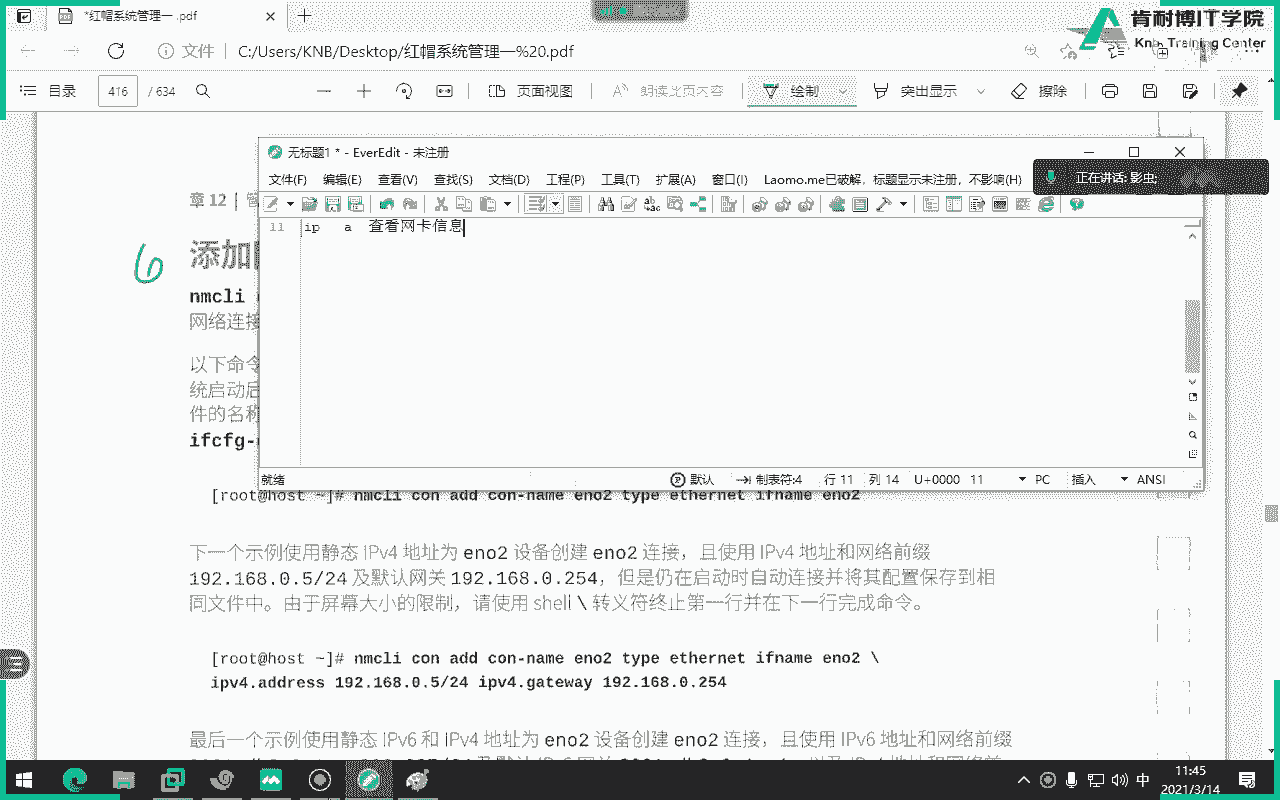 *红帽系统管理一 .pdf
肯耐博IT学院
Knb Training Center
文件 C:/Users/KNB/Desktop/红帽系统管理一%20.pdf
目录 416 / 634 页面视图 朗读此页内容 绘制 突出显示 擦除
无标题1 * - EverEdit - 未注册
正在讲话: 影虫;
文件(F) 编辑(E) 查看(V) 查找(S) 文档(D) 工程(P) 工具(T) 扩展(A) 窗口(I) Laomo.me已破解，标题显示未注册，不影响(H)
11 ip a 查看网卡信息
章 12 |
6
添加
nmcli
网络连接
以下命令
统启动后
件的名称
ifcfg-
就绪 默认 制表符:4 行 11 列 14 U+0000 11 PC 插入 ANSI
[root@host ~]# nmcli con add con-name eno2 type ethernet ifname eno2
下一个示例使用静态 IPv4 地址为 eno2 设备创建 eno2 连接，且使用 IPv4 地址和网络前缀
192.168.0.5/24 及默认网关 192.168.0.254，但是仍在启动时自动连接并将其配置保存到相
同文件中。由于屏幕大小的限制，请使用 shell \ 转义符终止第一行并在下一行完成命令。
[root@host ~]# nmcli con add con-name eno2 type ethernet ifname eno2 \
ipv4.address 192.168.0.5/24 ipv4.gateway 192.168.0.254
最后一个示例使用静态 IPv6 和 IPv4 地址为 eno2 设备创建 eno2 连接，且使用 IPv6 地址和网络前缀
中
11:45
2021/3/14